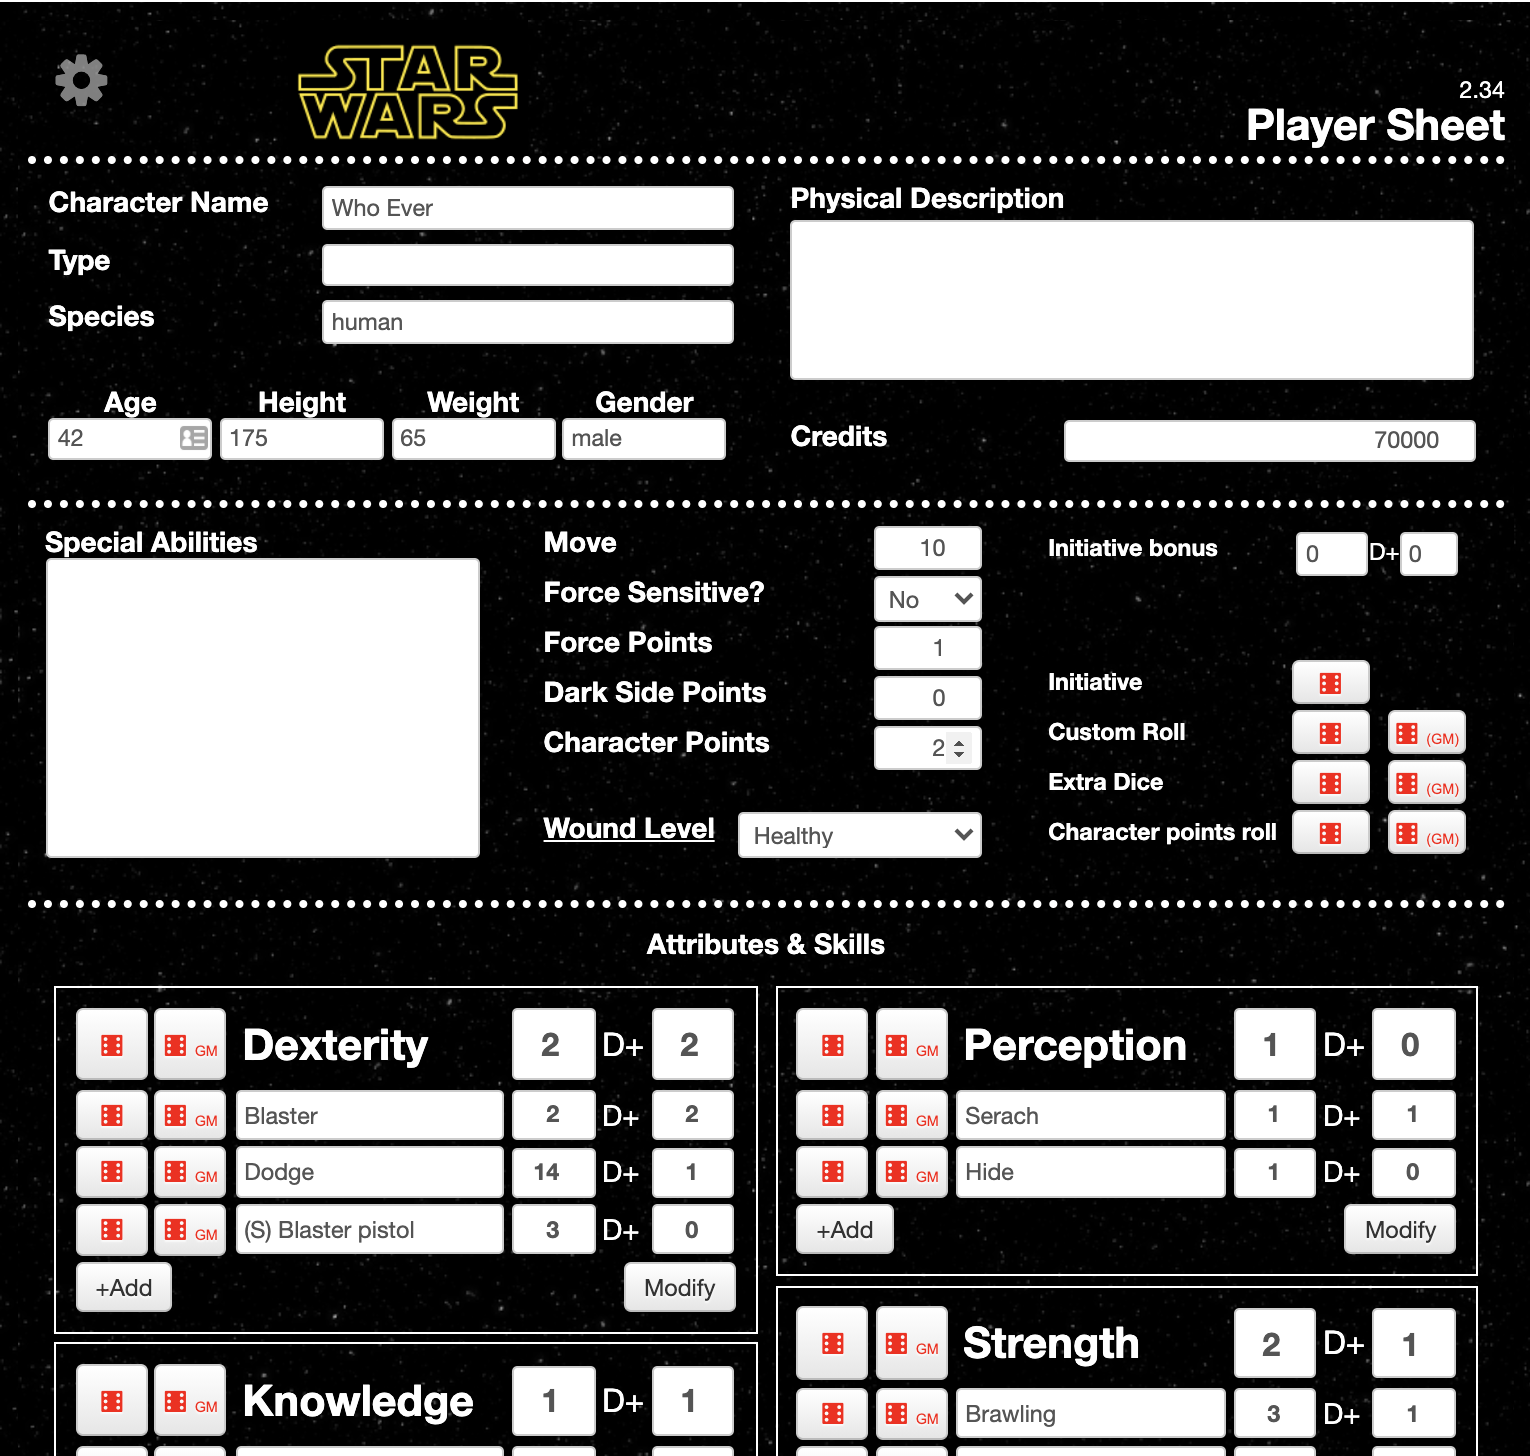 STAR
WARS
2.34
Player Sheet
Character Name
Who Ever
Type
Species
human
Physical Description
Age Height Weight Gender
42 175 65 male
Credits 70000
Special Abilities
Move 10
Force Sensitive? No
Force Points 1
Dark Side Points 0
Character Points 2
Wound Level Healthy
Initiative bonus 0 D+ 0
Initiative
Custom Roll (GM)
Extra Dice (GM)
Character points roll (GM)
Attributes & Skills
GM Dexterity 2 D+ 2
GM Blaster 2 D+ 2
GM Dodge 14 D+ 1
GM (S) Blaster pistol 3 D+ 0
+Add Modify
GM Knowledge 1 D+ 1
GM Perception 1 D+ 0
GM Serach 1 D+ 1
GM Hide 1 D+ 0
+Add Modify
GM Strength 2 D+ 1
GM Brawling 3 D+ 1